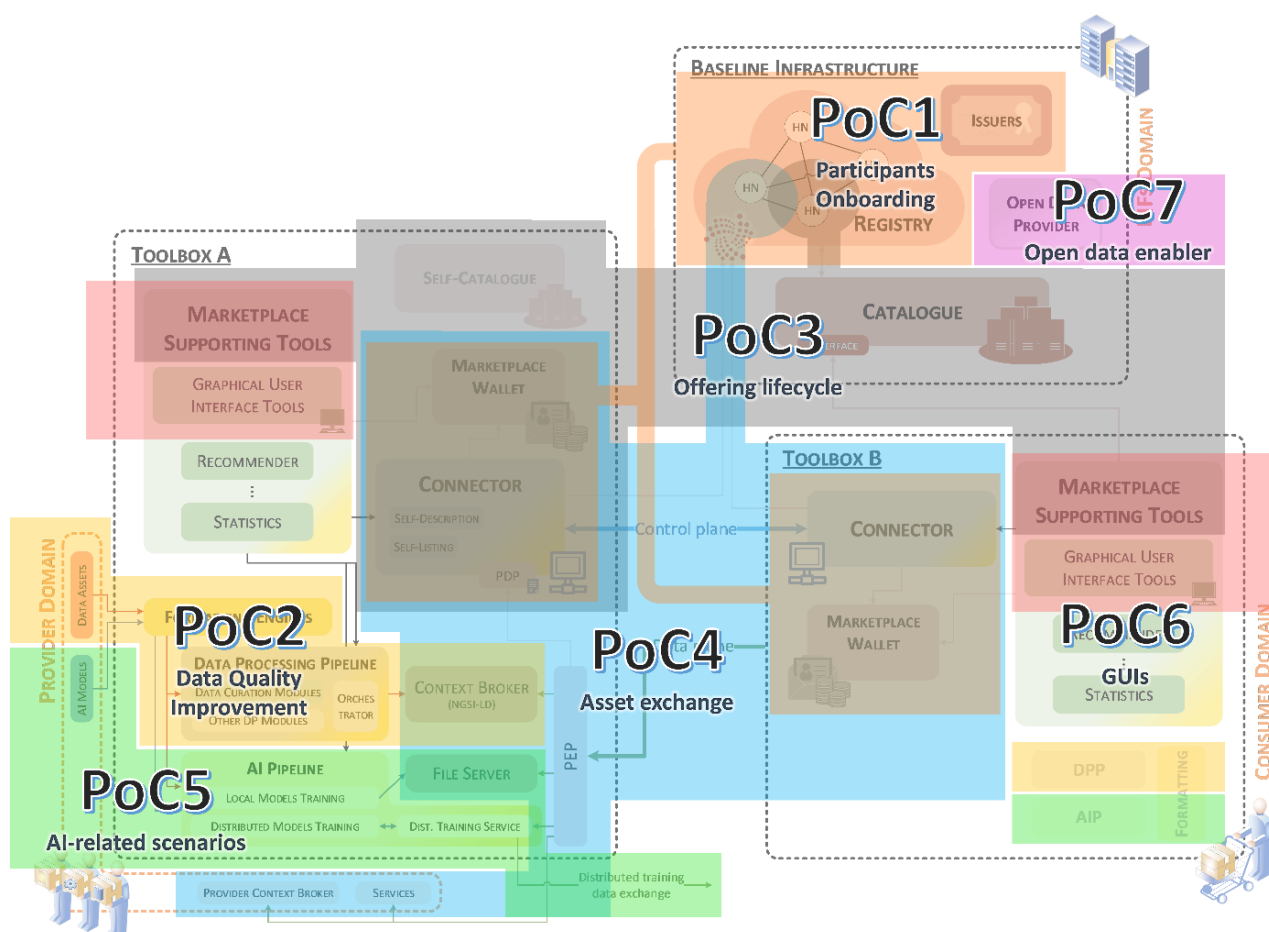 BASELINE INFRASTRUCTURE
HN
PoC1
ISSUERS
Participants
Onboarding
HN
HN
REGISTRY
PoC7
OPEN
PROVIDER
Open data enabler
DOMAIN
TOOLBOX A
SELF-CATALOGUE
MARKETPLACE
SUPPORTING TOOLS
GRAPHICAL USER
INTERFACE TOOLS
RECOMMENDER
STATISTICS
MARKETPLACE
WALLET
CONNECTOR
SELF-DESCRIPTION
SELF-LISTING
PDP
CATALOGUE
PoC3
Offering lifecycle
TOOLBOX B
Control plane
CONNECTOR
MARKETPLACE
WALLET
MARKETPLACE
SUPPORTING TOOLS
GRAPHICAL USER
INTERFACE TOOLS
PoC6
GUIs
STATISTICS
DPP
AIP
FORMATTING
CONSUMER DOMAIN
PROVIDER DOMAIN
DATA ASSETS
AI MODELS
PoC2
DATA PROCESSING PIPELINE
Data Quality
Improvement
DATA CURATION MODULES
OTHER DP MODULES
ORCHES
TRATOR
CONTEXT BROKER
(NGSI-LD)
PoC4
Asset exchange
PEP
PoC5
AI-related scenarios
AI PIPELINE
LOCAL MODELS TRAINING
FILE SERVER
DISTRIBUTED MODELS TRAINING
DIST. TRAINING SERVICE
PROVIDER CONTEXT BROKER
SERVICES
Distributed training
data exchange